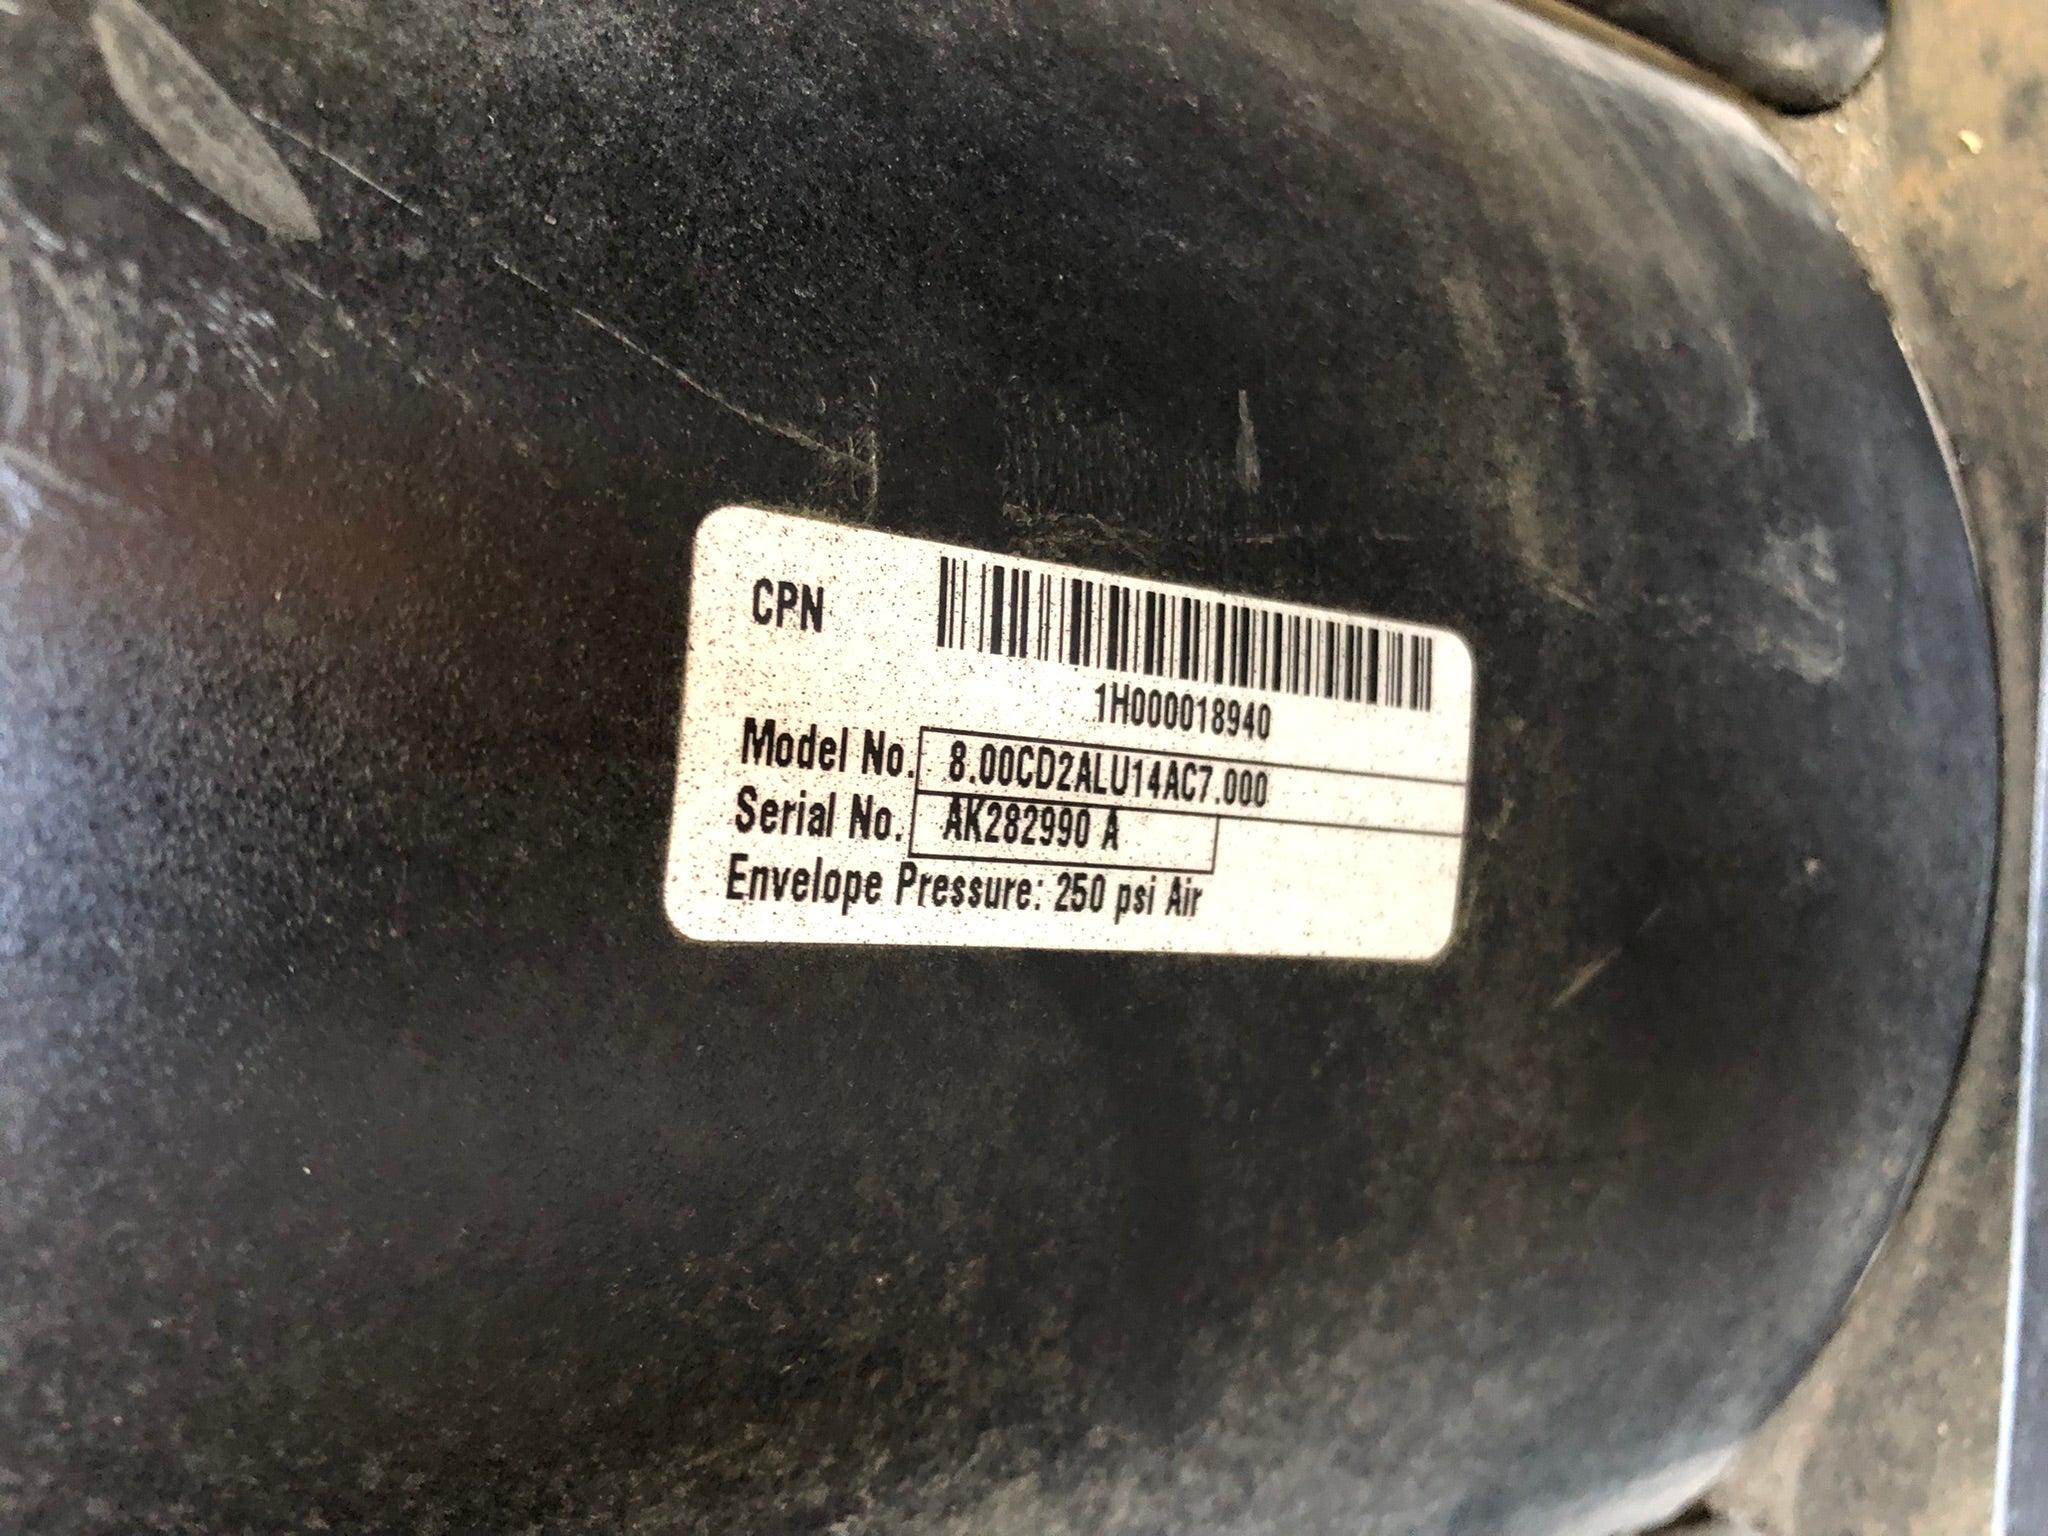 CPN
1H000018940
Model No. 8.00CD2ALU14AC7.000
Serial No. AK282990 A
Envelope Pressure: 250 psi Air